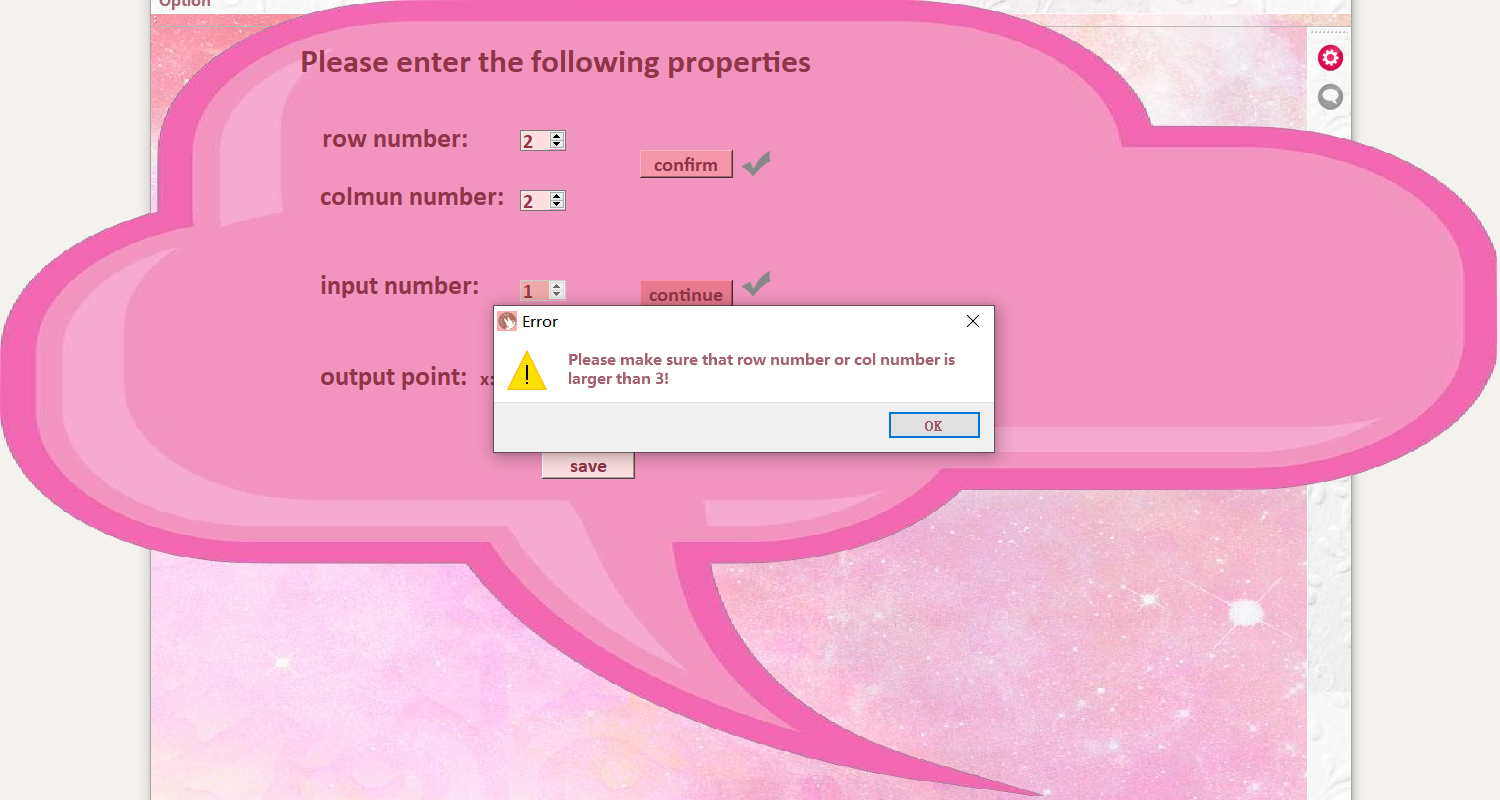 Option
Please enter the following properties
row number: 2
confirm
colmun number: 2
input number: 1
continue
Error
Please make sure that row number or col number is
larger than 3!
output point: x:
OK
save